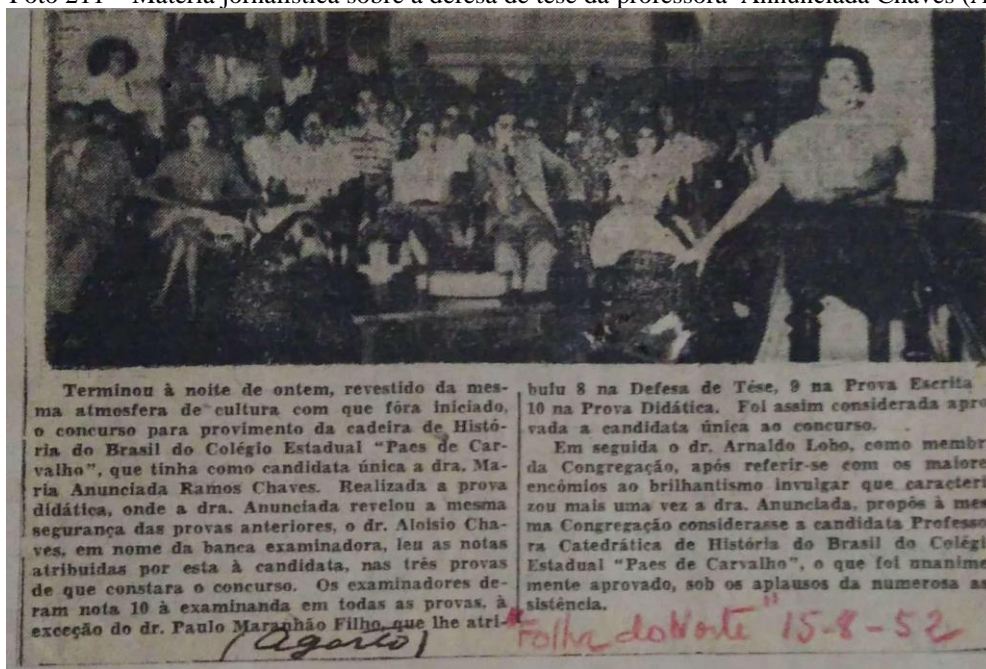 Foto 211 – Matéria jornalística sobre a defesa de tese da professora Annunciada Chaves (A
Terminou à noite de ontem, revestido da mes-
ma atmosfera de cultura com que fôra iniciado,
o concurso para provimento da cadeira de Histó-
ria do Brasil do Colégio Estadual "Paes de Car-
valho", que tinha como candidata única a dra. Ma-
ria Anunciada Ramos Chaves. Realizada a prova
didática, onde a dra. Anunciada revelou a mesma
segurança das provas anteriores, o dr. Aloisio Cha-
ves, em nome da banca examinadora, leu as notas
atribuidas por esta à candidata, nas três provas
de que constara o concurso. Os examinadores de-
ram nota 10 à examinanda em todas as provas, à
exceção do dr. Paulo Maranhão Filho, que lhe atri-
buiu 8 na Defesa de Tése, 9 na Prova Escrita
10 na Prova Didática. Foi assim considerada apro
vada a candidata única ao concurso.
Em seguida o dr. Arnaldo Lobo, como membr
da Congregação, após referir-se com os maiore
encômios ao brilhantismo invulgar que caracteri
zou mais uma vez a dra. Anunciada, propôs à mes
ma Congregação considerasse a candidata Professo
ra Catedrática de História do Brasil do Colégi
Estadual "Paes de Carvalho", o que foi unanime
mente aprovado, sob os aplausos da numerosa as
sistência.
(Agosto)
"Folha do Norte" 15-8-52